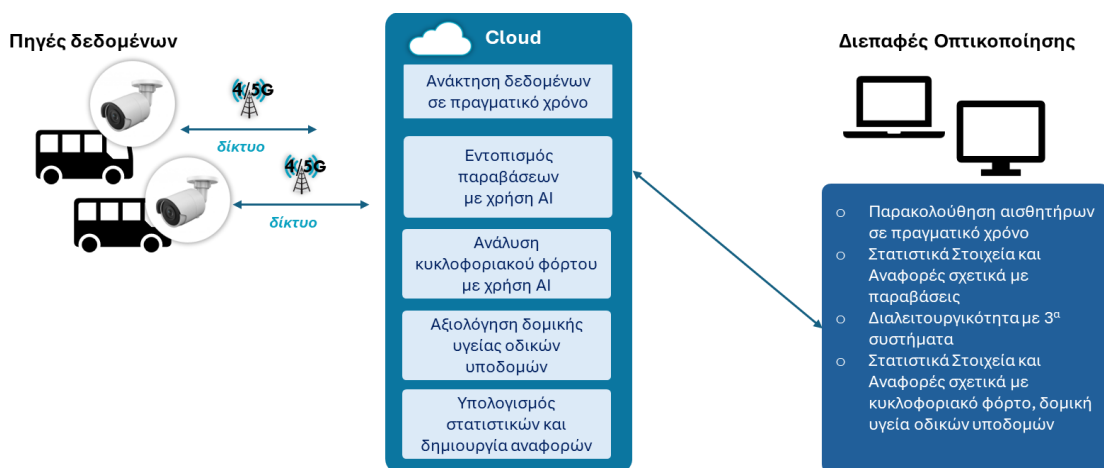 Πηγές δεδομένων
4/5G
δίκτυο
4/5G
δίκτυο
Cloud
Ανάκτηση δεδομένων
σε πραγματικό χρόνο
Εντοπισμός
παραβάσεων
με χρήση AI
Ανάλυση
κυκλοφοριακού φόρτου
με χρήση AI
Αξιολόγηση δομικής
υγείας οδικών
υποδομών
Υπολογισμός
στατιστικών και
δημιουργία αναφορών
Διεπαφές Οπτικοποίησης
o Παρακολούθηση αισθητήρων
σε πραγματικό χρόνο
o Στατιστικά Στοιχεία και
Αναφορές σχετικά με
παραβάσεις
o Διαλειτουργικότητα με 3ᵅ
συστήματα
o Στατιστικά Στοιχεία και
Αναφορές σχετικά με
κυκλοφοριακό φόρτο, δομική
υγεία οδικών υποδομών